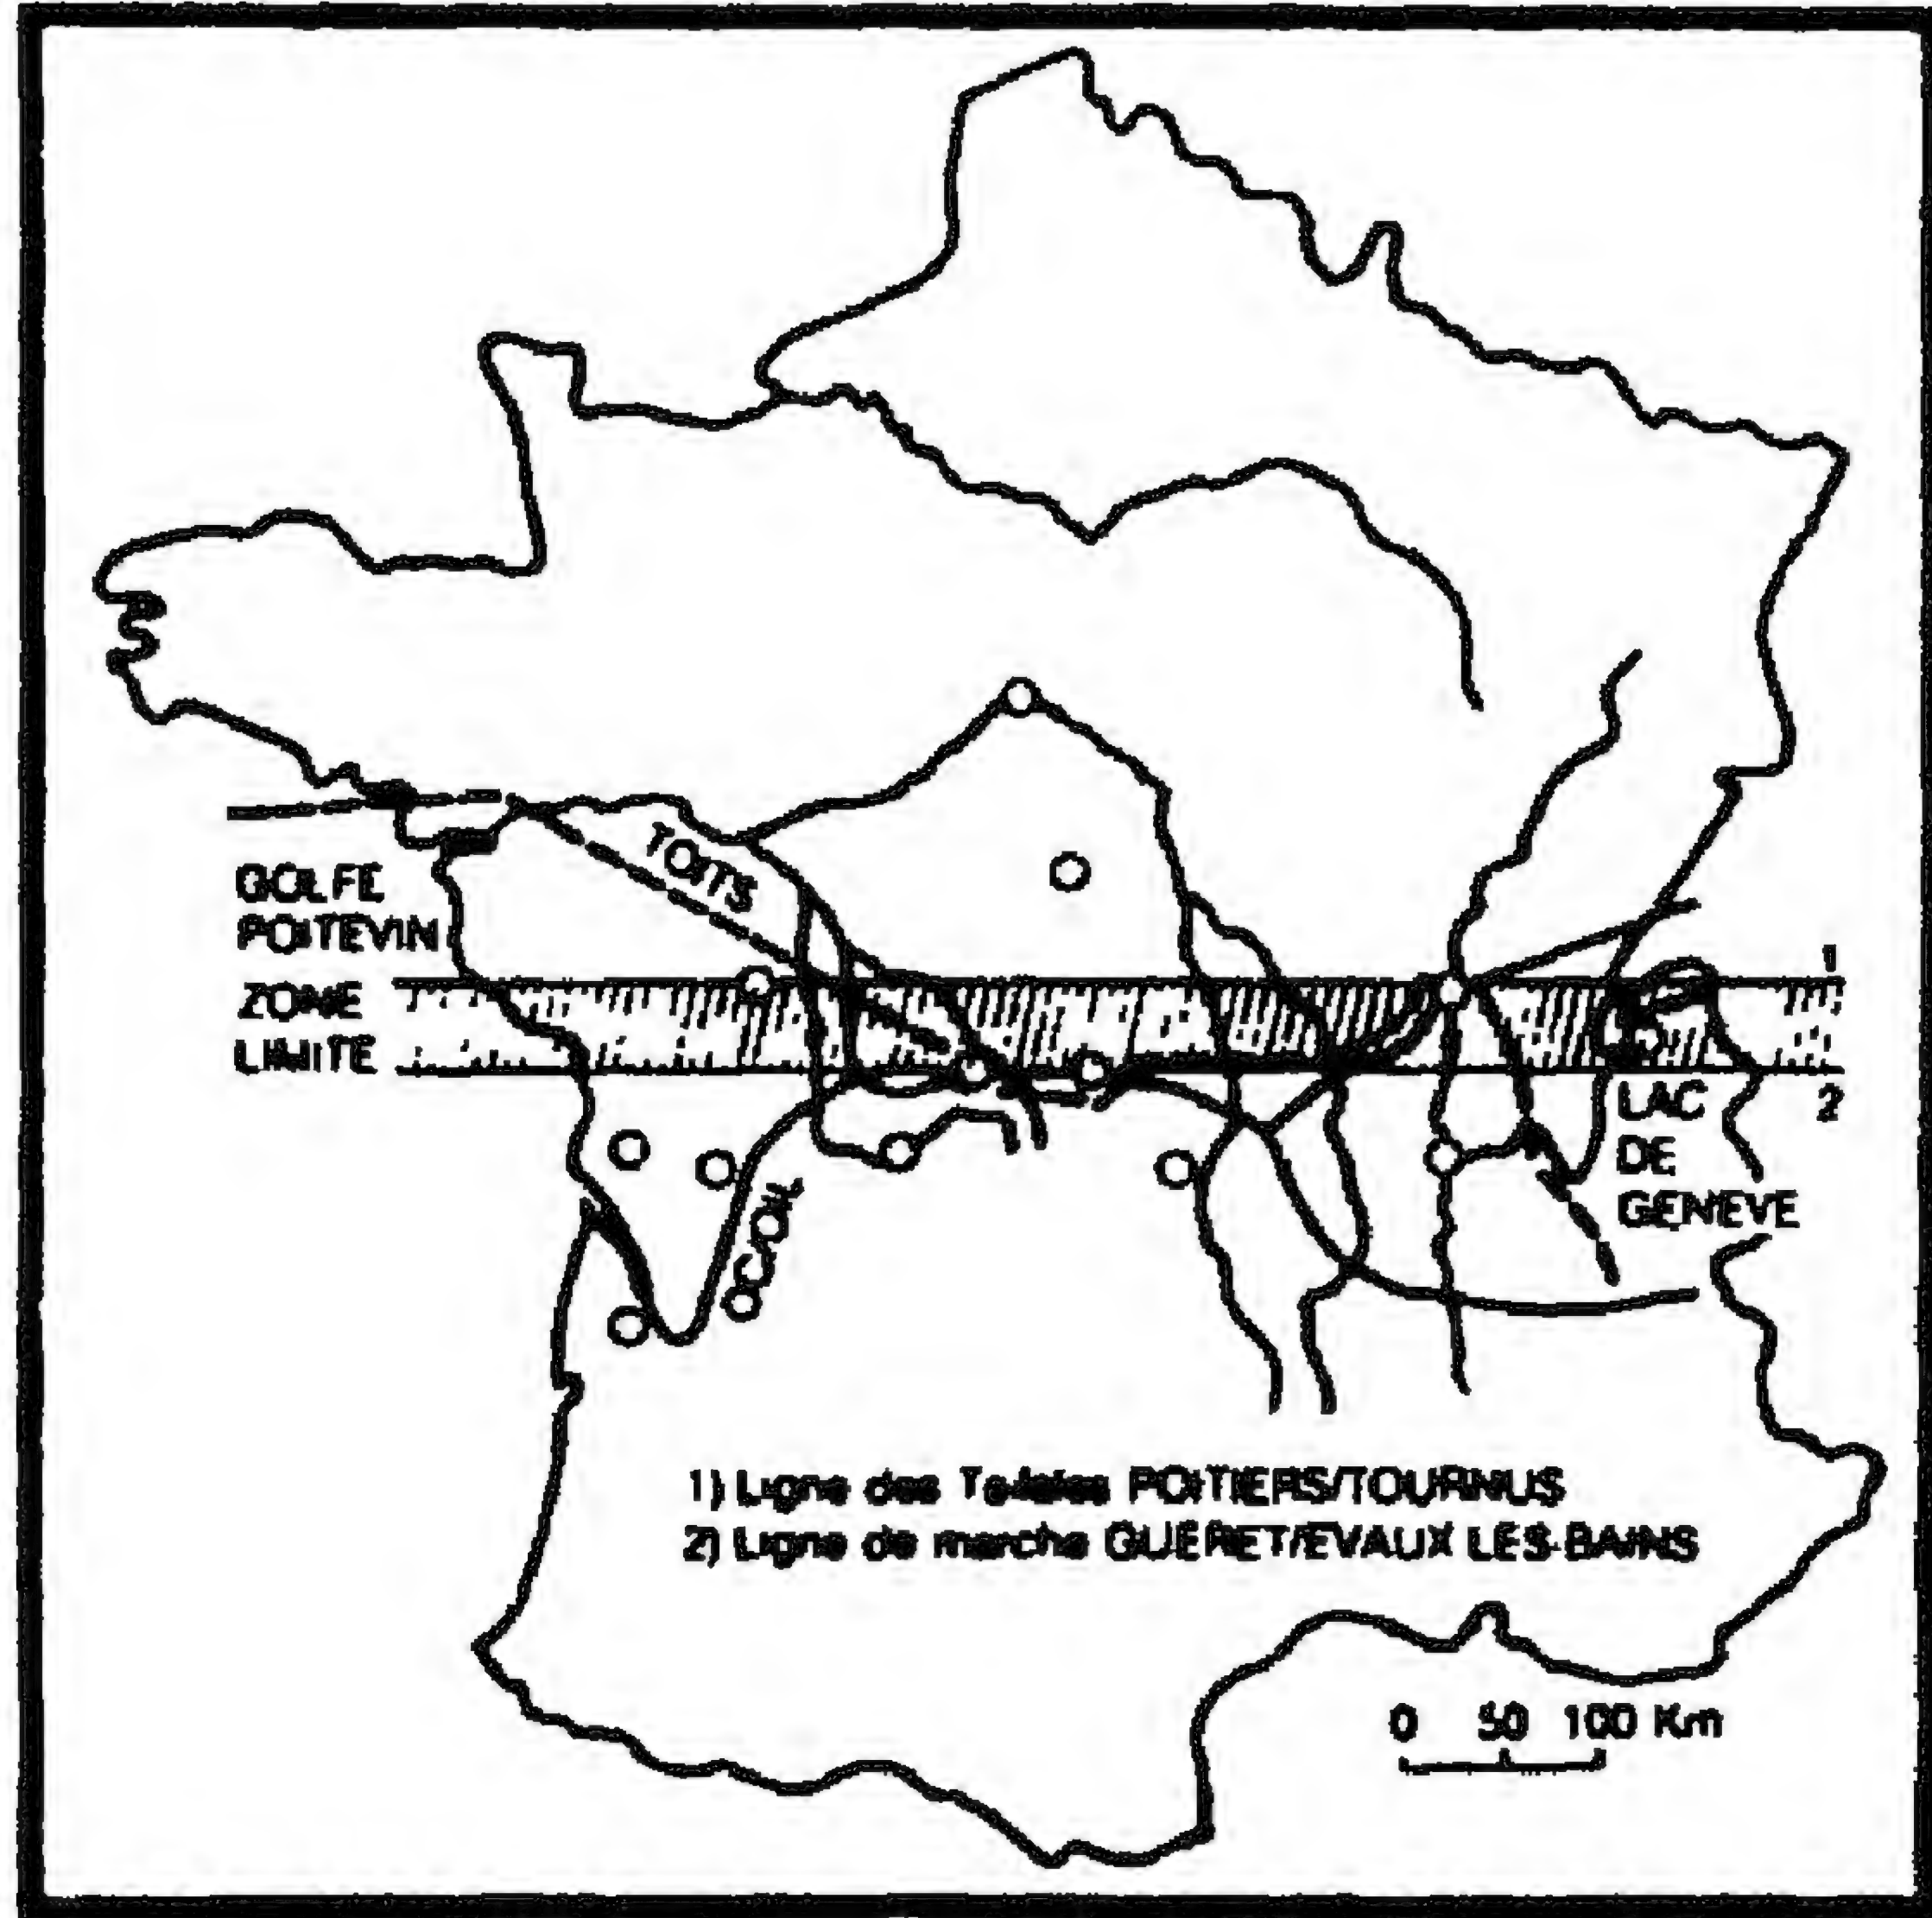 TOITS
GOLFE
POITEVIN
ZONE
LIMITE
1
2
LAC
DE
GENEVE
OC/OIL
1) Ligne des POITIERS/TOURNUS
2) Ligne de marche GUERET/EVAUX LES-BAINS
0 50 100 Km